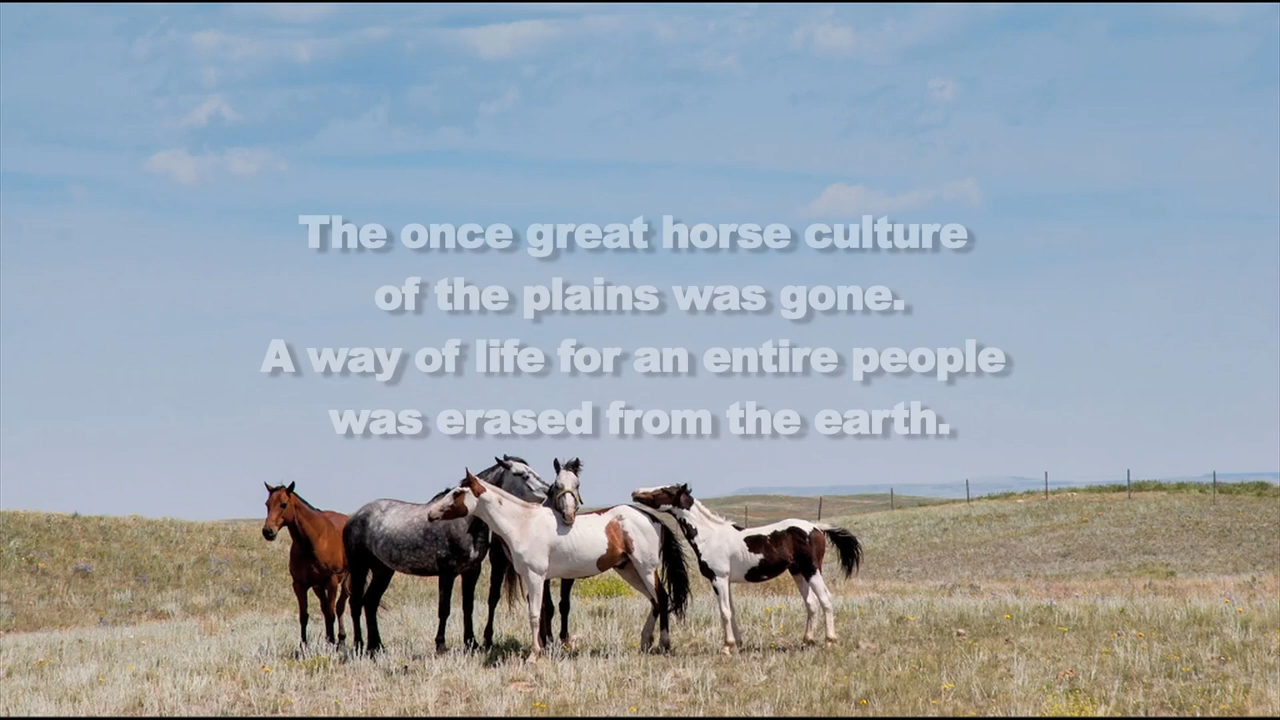 The once great horse culture
of the plains was gone.
A way of life for an entire people
was erased from the earth.